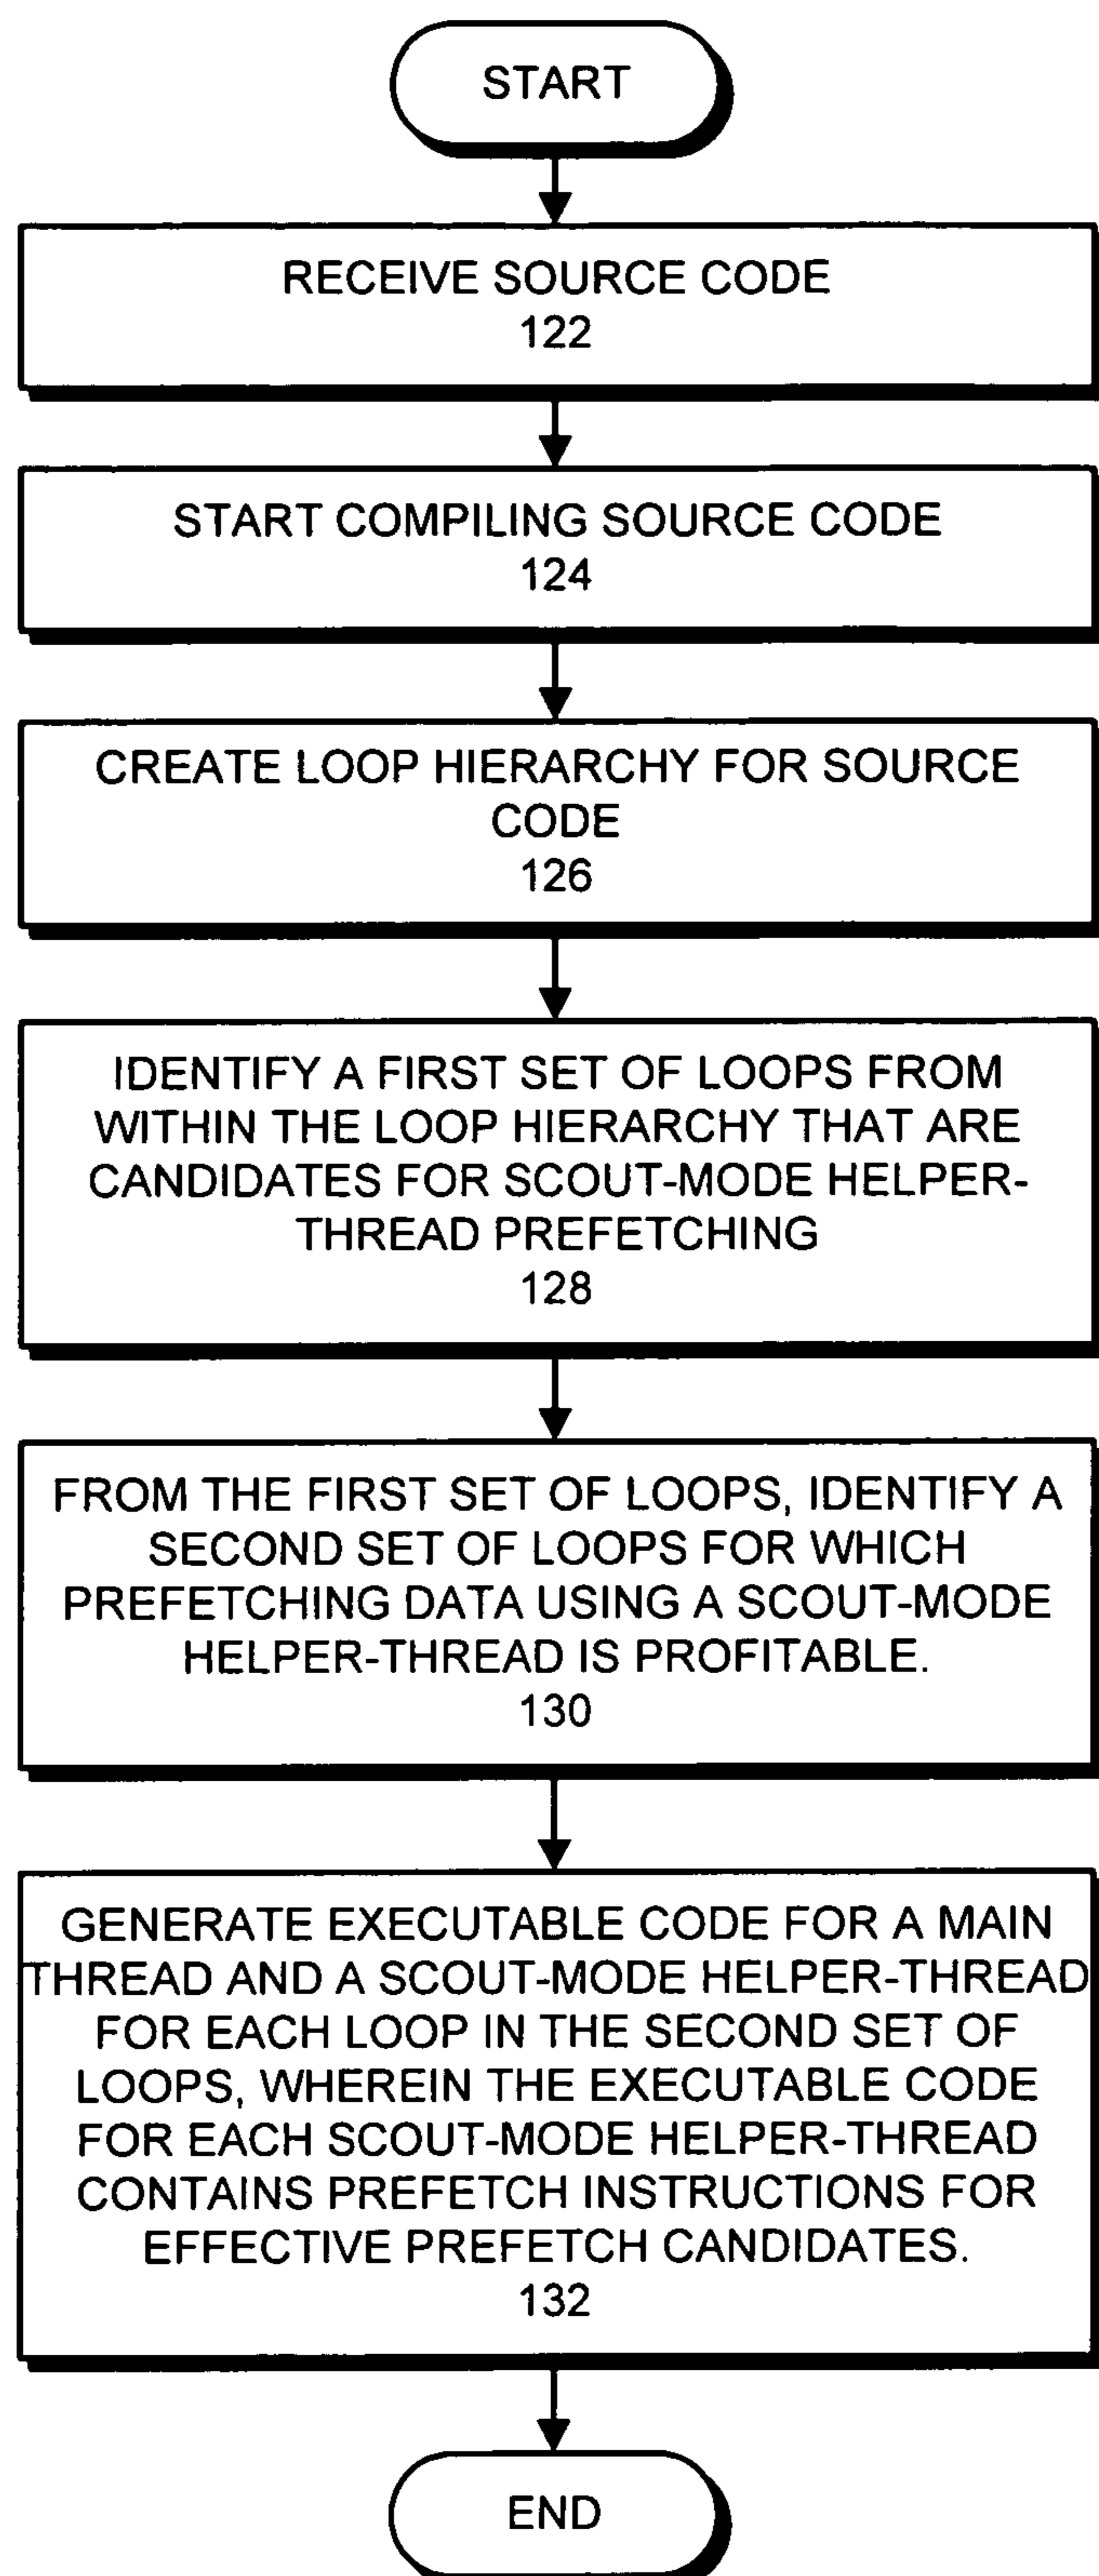 START
RECEIVE SOURCE CODE
122
START COMPILING SOURCE CODE
124
CREATE LOOP HIERARCHY FOR SOURCE
CODE
126
IDENTIFY A FIRST SET OF LOOPS FROM
WITHIN THE LOOP HIERARCHY THAT ARE
CANDIDATES FOR SCOUT-MODE HELPER-
THREAD PREFETCHING
128
FROM THE FIRST SET OF LOOPS, IDENTIFY A
SECOND SET OF LOOPS FOR WHICH
PREFETCHING DATA USING A SCOUT-MODE
HELPER-THREAD IS PROFITABLE.
130
GENERATE EXECUTABLE CODE FOR A MAIN
THREAD AND A SCOUT-MODE HELPER-THREAD
FOR EACH LOOP IN THE SECOND SET OF
LOOPS, WHEREIN THE EXECUTABLE CODE
FOR EACH SCOUT-MODE HELPER-THREAD
CONTAINS PREFETCH INSTRUCTIONS FOR
EFFECTIVE PREFETCH CANDIDATES.
132
END